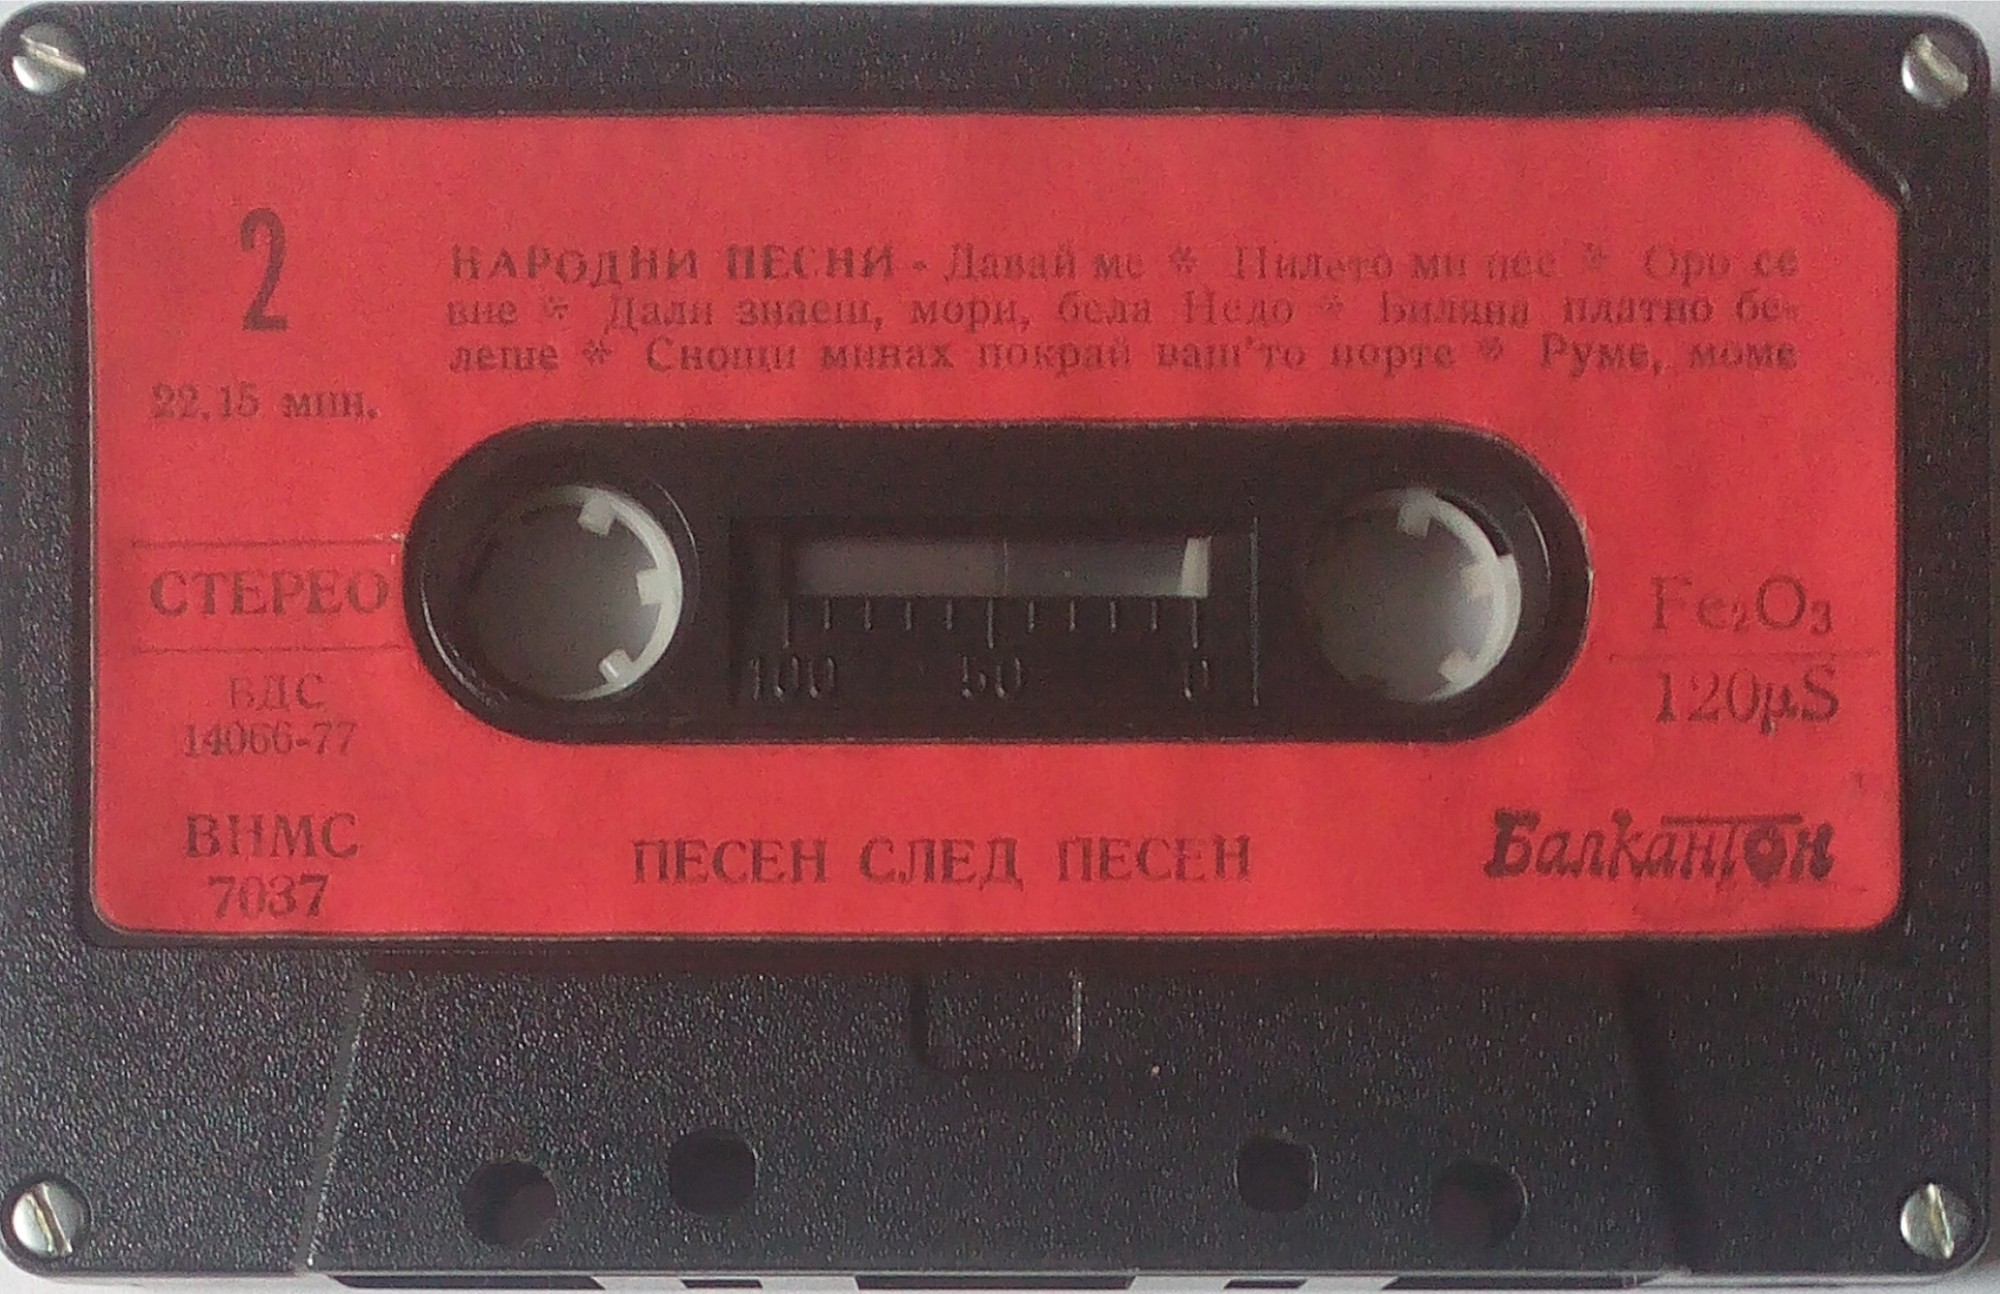 2
НАРОДНИ ПЕСНИ - Давай ме * Пилето ми пее * Оро се
вие * Дали знаеш, мори, бела Недо * Биляна платно бе-
леше * Снощи минах покрай ваш'то порте * Руме, моме
22,15 мин.
СТЕРЕО
Fe₂O₃
120µS
100 50 0
БДС
14066-77
ВНМС
7037
ПЕСЕН СЛЕД ПЕСЕН
Балкантон